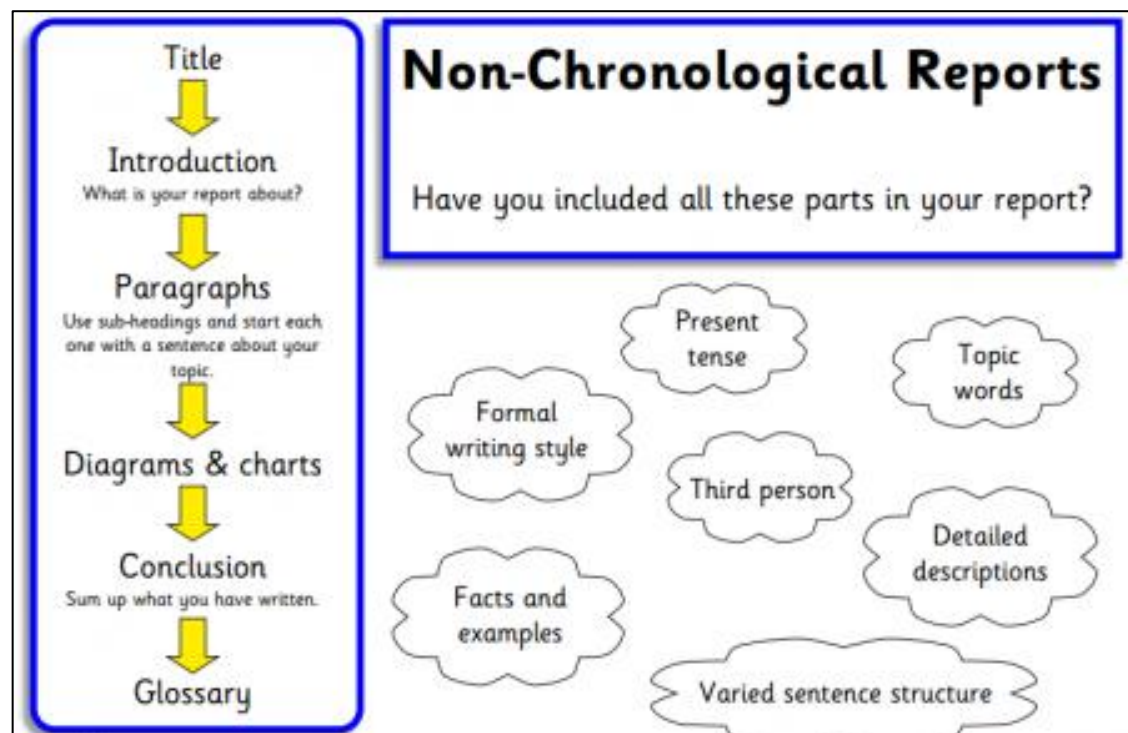 Title
Introduction
What is your report about?
Paragraphs
Use sub-headings and start each
one with a sentence about your
topic.
Diagrams & charts
Conclusion
Sum up what you have written.
Glossary
Non-Chronological Reports
Have you included all these parts in your report?
Present
tense
Topic
words
Formal
writing style
Third person
Detailed
descriptions
Facts and
examples
Varied sentence structure